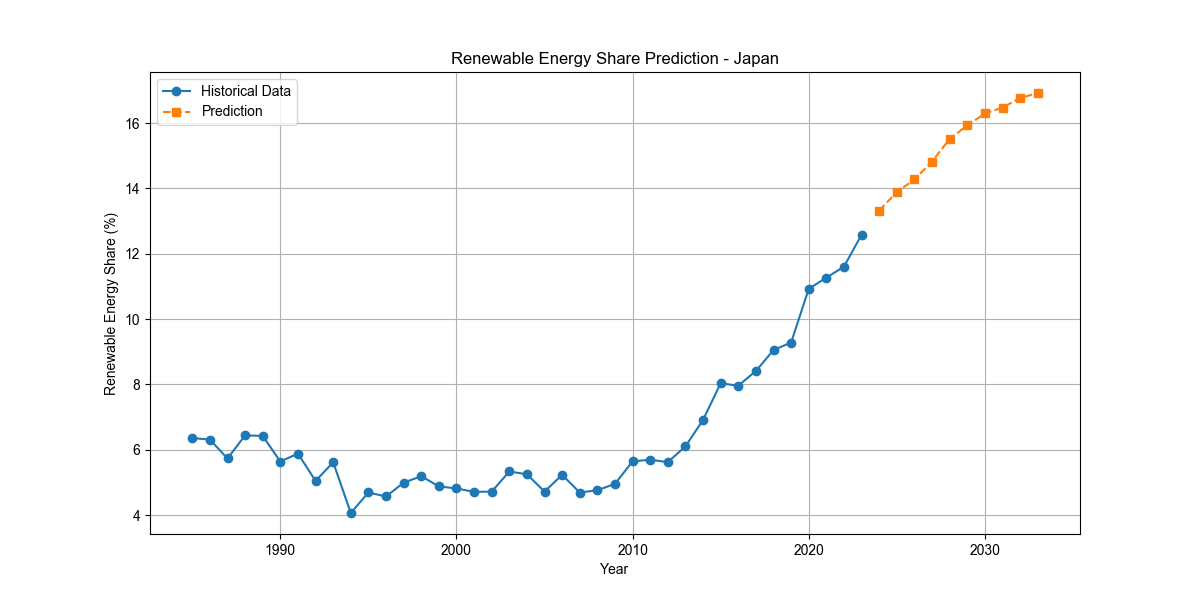 Renewable Energy Share Prediction - Japan
Historical Data
Prediction
Renewable Energy Share (%)
16
14
12
10
8
6
4
1990
2000
2010
2020
2030
Year